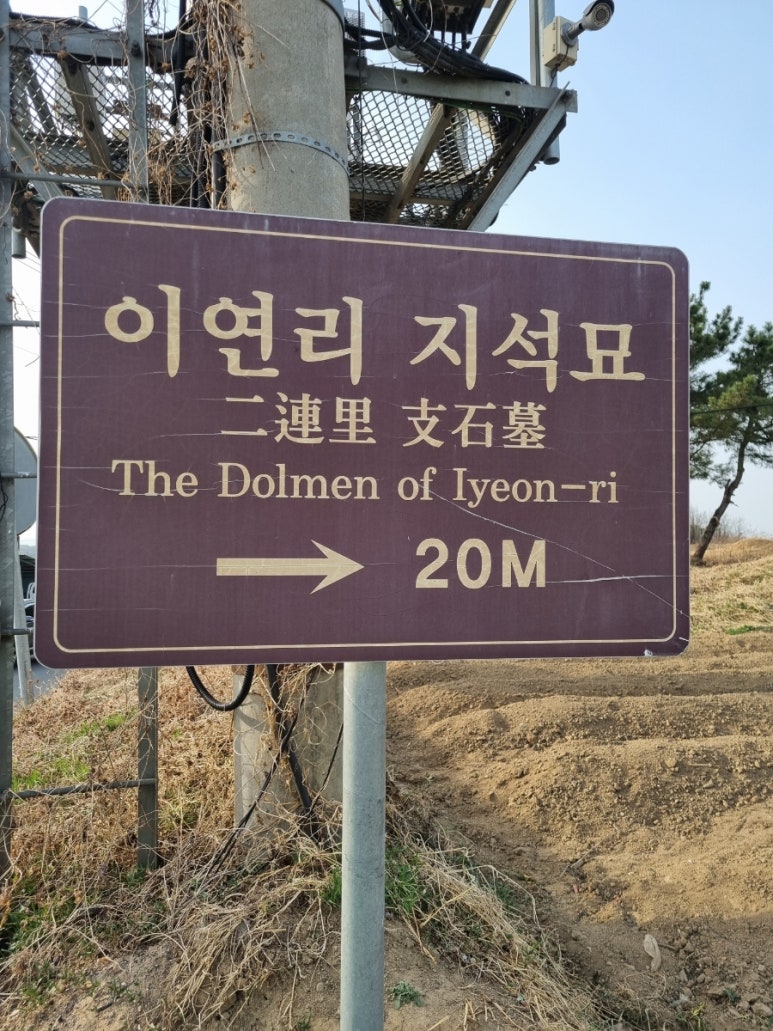 이연리 지석묘
二連里 支石墓
The Dolmen of Iyeon-ri
→ 20M